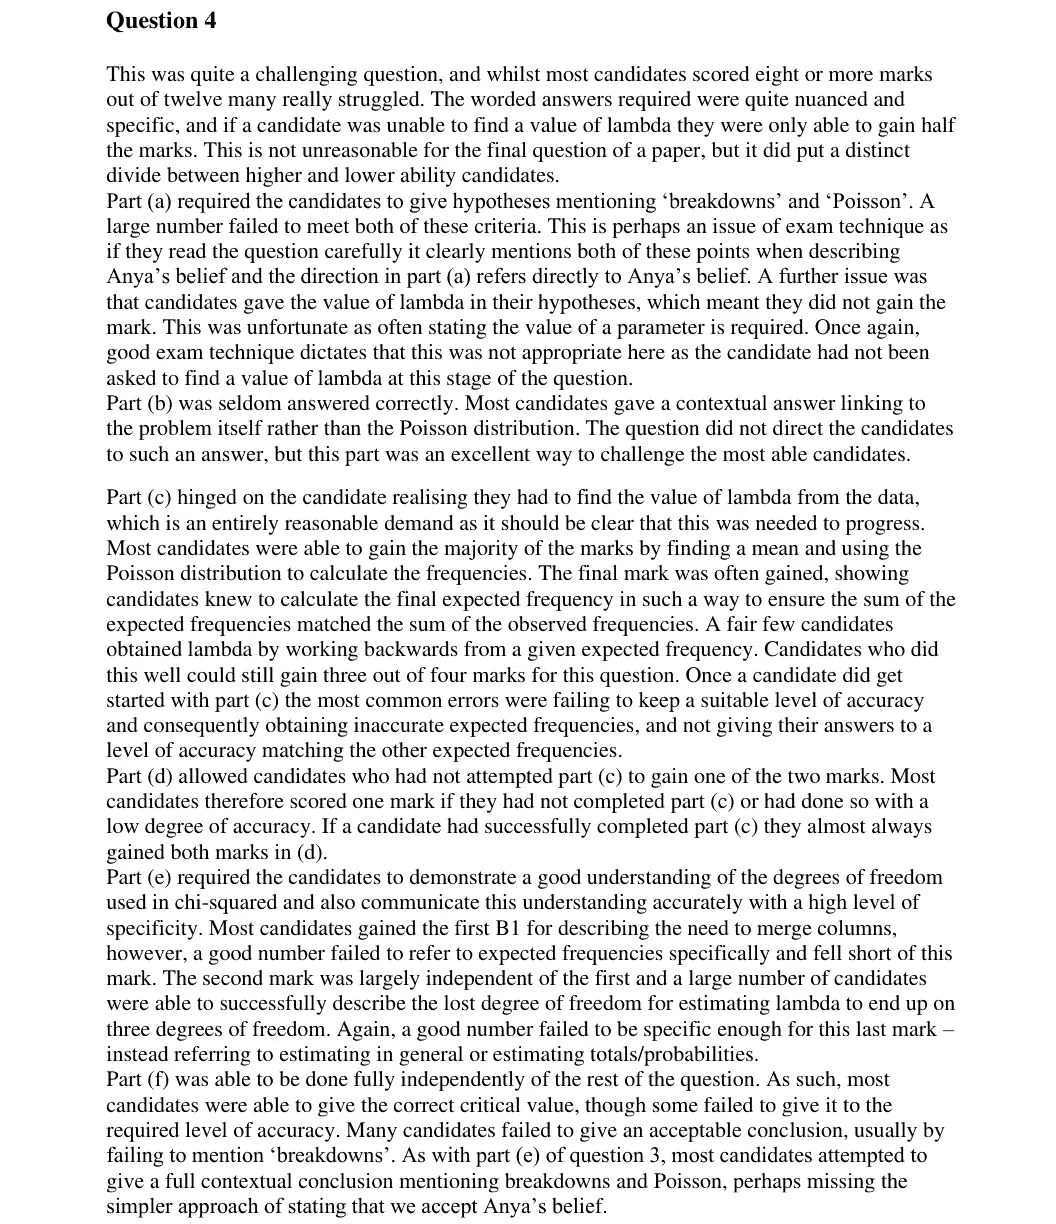 Question 4
This was quite a challenging question, and whilst most candidates scored eight or more marks
out of twelve many really struggled. The worded answers required were quite nuanced and
specific, and if a candidate was unable to find a value of lambda they were only able to gain half
the marks. This is not unreasonable for the final question of a paper, but it did put a distinct
divide between higher and lower ability candidates.
Part (a) required the candidates to give hypotheses mentioning ‘breakdowns’ and ‘Poisson’. A
large number failed to meet both of these criteria. This is perhaps an issue of exam technique as
if they read the question carefully it clearly mentions both of these points when describing
Anya’s belief and the direction in part (a) refers directly to Anya’s belief. A further issue was
that candidates gave the value of lambda in their hypotheses, which meant they did not gain the
mark. This was unfortunate as often stating the value of a parameter is required. Once again,
good exam technique dictates that this was not appropriate here as the candidate had not been
asked to find a value of lambda at this stage of the question.
Part (b) was seldom answered correctly. Most candidates gave a contextual answer linking to
the problem itself rather than the Poisson distribution. The question did not direct the candidates
to such an answer, but this part was an excellent way to challenge the most able candidates.
Part (c) hinged on the candidate realising they had to find the value of lambda from the data,
which is an entirely reasonable demand as it should be clear that this was needed to progress.
Most candidates were able to gain the majority of the marks by finding a mean and using the
Poisson distribution to calculate the frequencies. The final mark was often gained, showing
candidates knew to calculate the final expected frequency in such a way to ensure the sum of the
expected frequencies matched the sum of the observed frequencies. A fair few candidates
obtained lambda by working backwards from a given expected frequency. Candidates who did
this well could still gain three out of four marks for this question. Once a candidate did get
started with part (c) the most common errors were failing to keep a suitable level of accuracy
and consequently obtaining inaccurate expected frequencies, and not giving their answers to a
level of accuracy matching the other expected frequencies.
Part (d) allowed candidates who had not attempted part (c) to gain one of the two marks. Most
candidates therefore scored one mark if they had not completed part (c) or had done so with a
low degree of accuracy. If a candidate had successfully completed part (c) they almost always
gained both marks in (d).
Part (e) required the candidates to demonstrate a good understanding of the degrees of freedom
used in chi-squared and also communicate this understanding accurately with a high level of
specificity. Most candidates gained the first B1 for describing the need to merge columns,
however, a good number failed to refer to expected frequencies specifically and fell short of this
mark. The second mark was largely independent of the first and a large number of candidates
were able to successfully describe the lost degree of freedom for estimating lambda to end up on
three degrees of freedom. Again, a good number failed to be specific enough for this last mark –
instead referring to estimating in general or estimating totals/probabilities.
Part (f) was able to be done fully independently of the rest of the question. As such, most
candidates were able to give the correct critical value, though some failed to give it to the
required level of accuracy. Many candidates failed to give an acceptable conclusion, usually by
failing to mention ‘breakdowns’. As with part (e) of question 3, most candidates attempted to
give a full contextual conclusion mentioning breakdowns and Poisson, perhaps missing the
simpler approach of stating that we accept Anya’s belief.